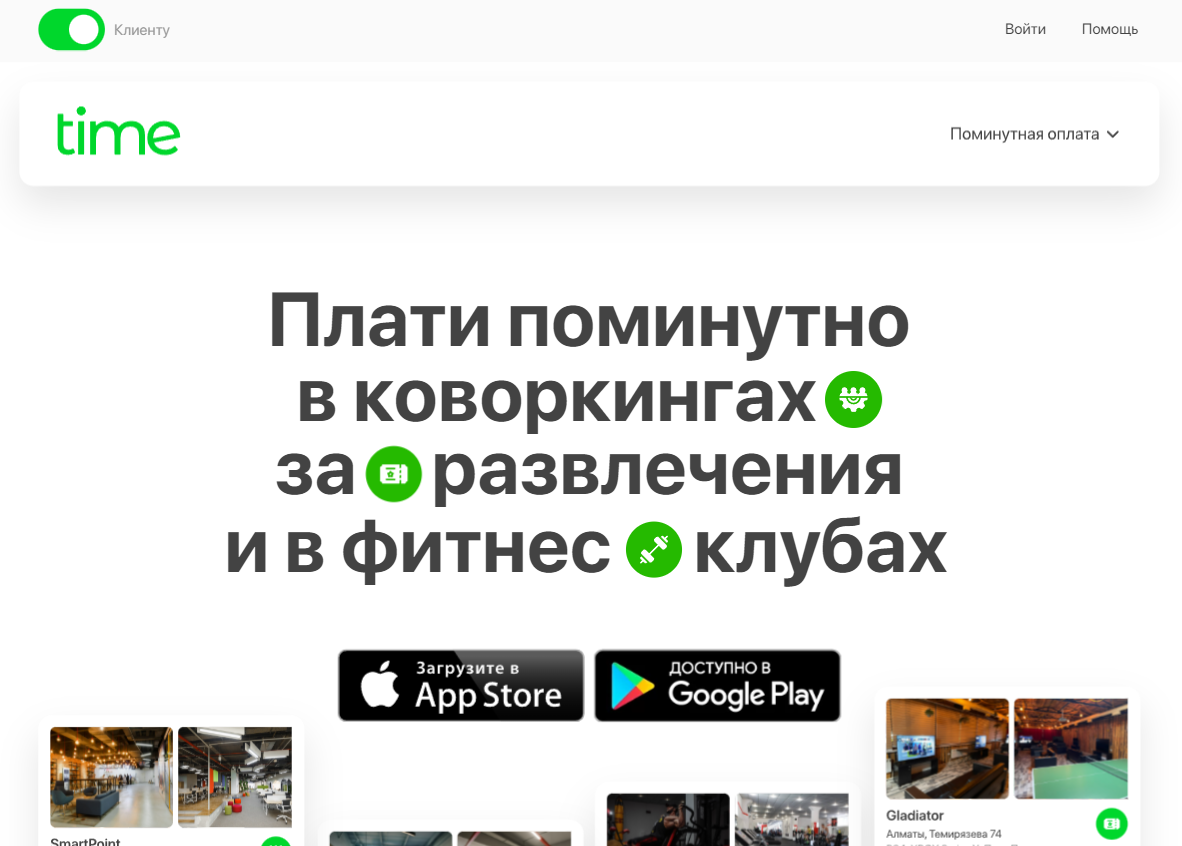 Клиенту
Войти
Помощь
time
Поминутная оплата
Плати поминутно
в коворкингах
за развлечения
и в фитнес клубах
Загрузите в
App Store
ДОСТУПНО В
Google Play
Gladiator
Алматы, Темирязева 74
SmartPoint